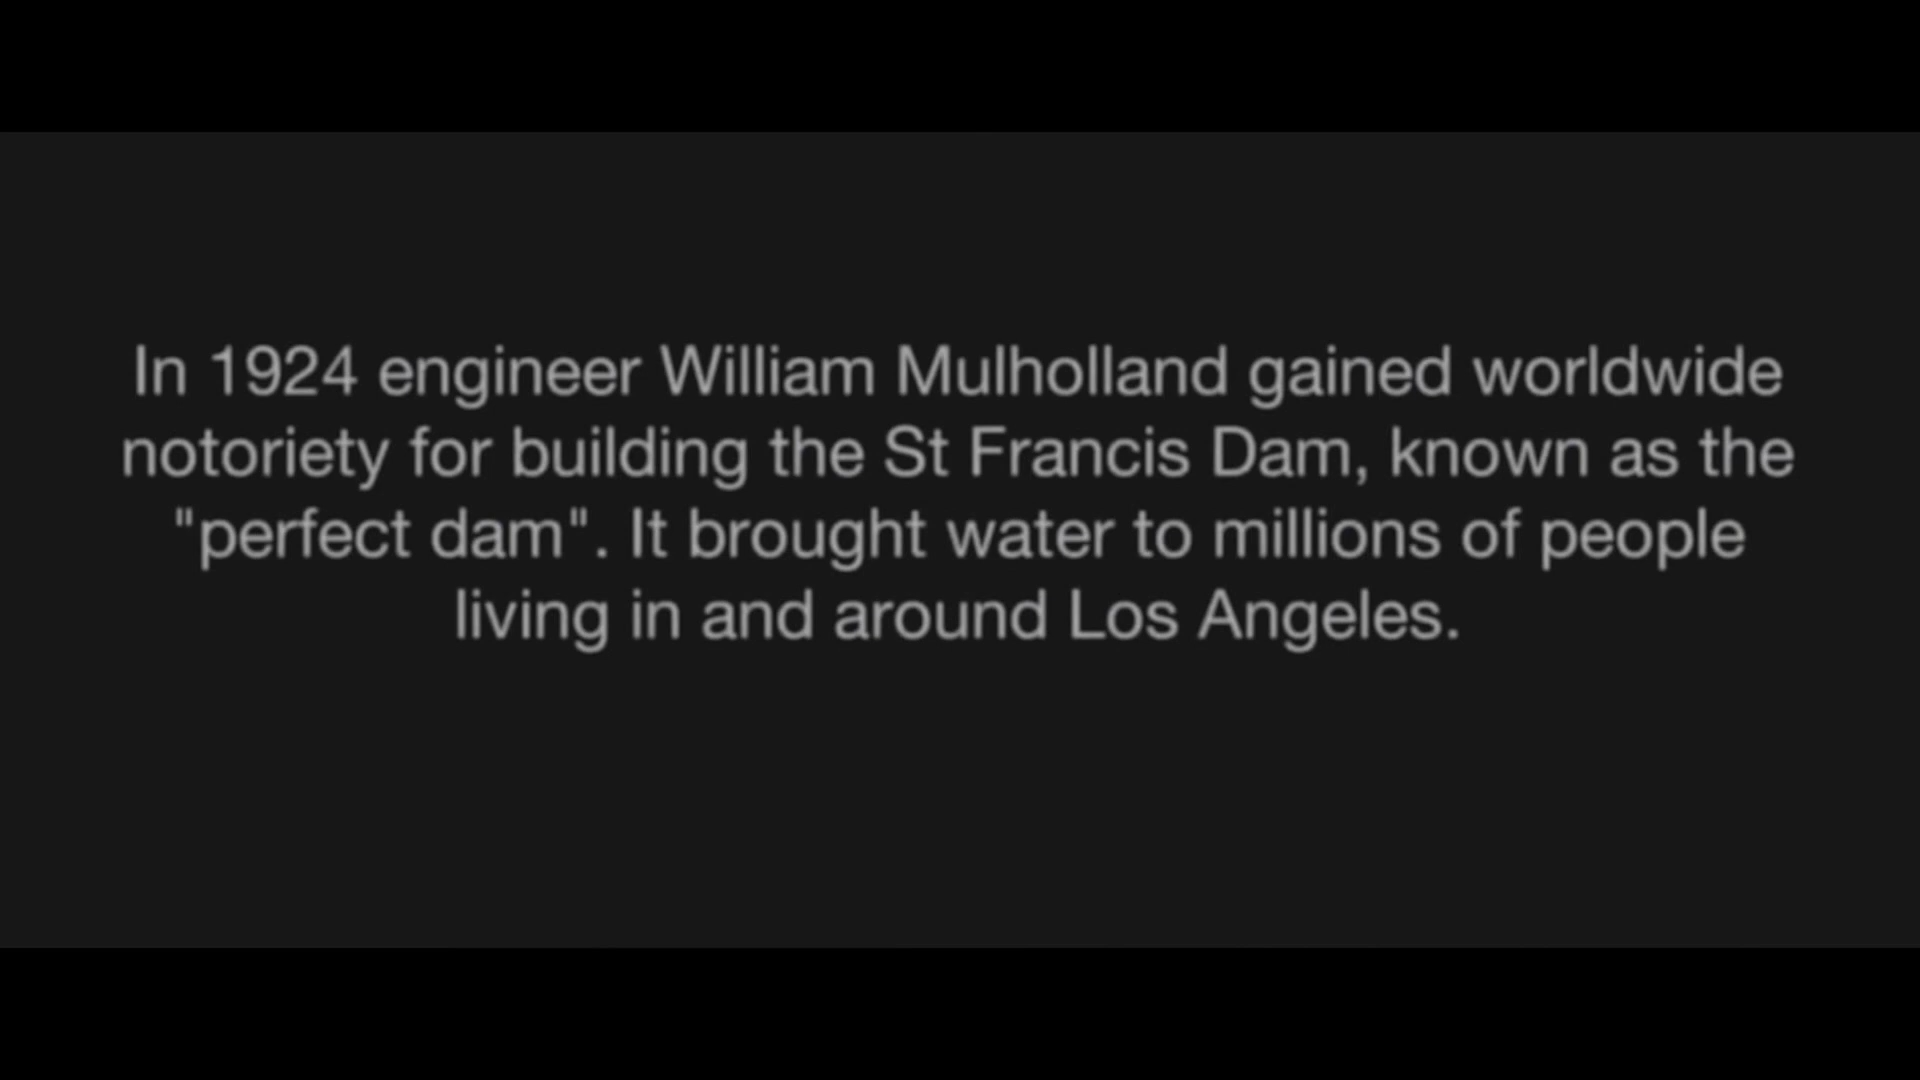 In 1924 engineer William Mulholland gained worldwide
notoriety for building the St Francis Dam, known as the
"perfect dam". It brought water to millions of people
living in and around Los Angeles.